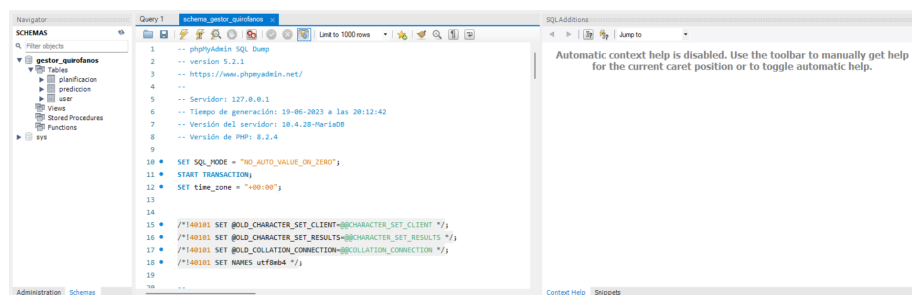 Navigator
SCHEMAS
Filter objects
gestor_quirofanos
Tables
planificacion
prediccion
user
Views
Stored Procedures
Functions
sys
Administration Schemas
Query 1 schema_gestor_quirofanos
Limit to 1000 rows
1 -- phpMyAdmin SQL Dump
2 -- version 5.2.1
3 -- https://www.phpmyadmin.net/
4 --
5 -- Servidor: 127.0.0.1
6 -- Tiempo de generación: 19-06-2023 a las 20:12:42
7 -- Versión del servidor: 10.4.28-MariaDB
8 -- Versión de PHP: 8.2.4
9
10 SET SQL_MODE = "NO_AUTO_VALUE_ON_ZERO";
11 START TRANSACTION;
12 SET time_zone = "+00:00";
13
14
15 /*!40101 SET @OLD_CHARACTER_SET_CLIENT=@@CHARACTER_SET_CLIENT */;
16 /*!40101 SET @OLD_CHARACTER_SET_RESULTS=@@CHARACTER_SET_RESULTS */;
17 /*!40101 SET @OLD_COLLATION_CONNECTION=@@COLLATION_CONNECTION */;
18 /*!40101 SET NAMES utf8mb4 */;
19
20 --
SQLAdditions
Jump to
Automatic context help is disabled. Use the toolbar to manually get help
for the current caret position or to toggle automatic help.
Context Help Snippets